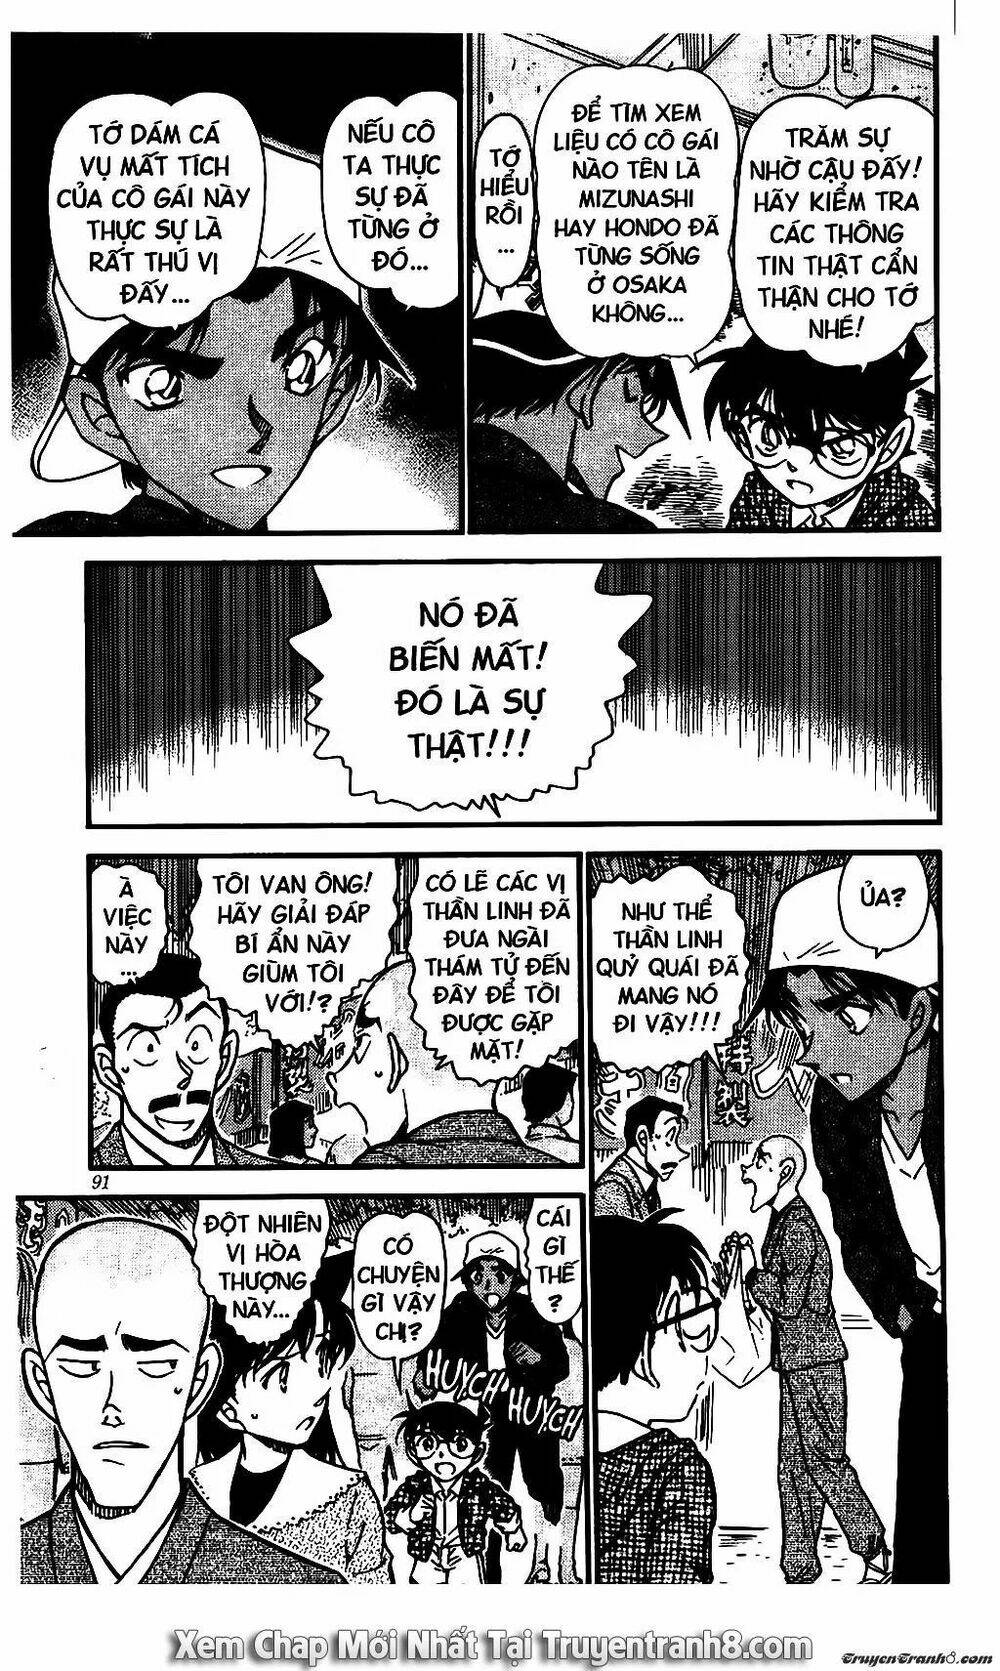 TRĂM SỰ
NHỜ CẬU ĐẤY!
HÃY KIỂM TRA
CÁC THÔNG
TIN THẬT CẨN
THẬN CHO TỚ
NHÉ!
ĐỂ TÌM XEM
LIỆU CÓ CÔ GÁI
NÀO TÊN LÀ
MIZUNASHI
HAY HONDO ĐÃ
TỪNG SỐNG
Ở OSAKA
KHÔNG...
TỚ
HIỂU
RỒI
...
NẾU CÔ
TA THỰC
SỰ ĐÃ
TỪNG Ở
ĐÓ...
TỚ DÁM CÁ
VỤ MẤT TÍCH
CỦA CÔ GÁI NÀY
THỰC SỰ LÀ
RẤT THÚ VỊ
ĐẤY...
NÓ ĐÃ
BIẾN MẤT!
ĐÓ LÀ SỰ
THẬT!!!
ỦA?
NHƯ THỂ
THẦN LINH
QUỶ QUÁI ĐÃ
MANG NÓ
ĐI VẬY!!!
CÓ LẼ CÁC VỊ
THẦN LINH ĐÃ
ĐƯA NGÀI
THÁM TỬ ĐẾN
ĐÂY ĐỂ TỒI
ĐƯỢC GẶP
MẶT!
TÔI VAN ÔNG!
HÃY GIẢI ĐÁP
BÍ ẨN NÀY
GIÙM TÔI
VỚI!?
À
VIỆC
NÀY
...
91
CÁI
GÌ
THẾ
?
CÓ
CHUYỆN
GÌ VẬY
CHỊ?
ĐỘT NHIÊN
VỊ HÒA
THƯỢNG
NÀY...
HUỴCH
HUỴCH
Xem Chap Mới Nhất Tại Truyentranh8.com
TruyenTranh8.com